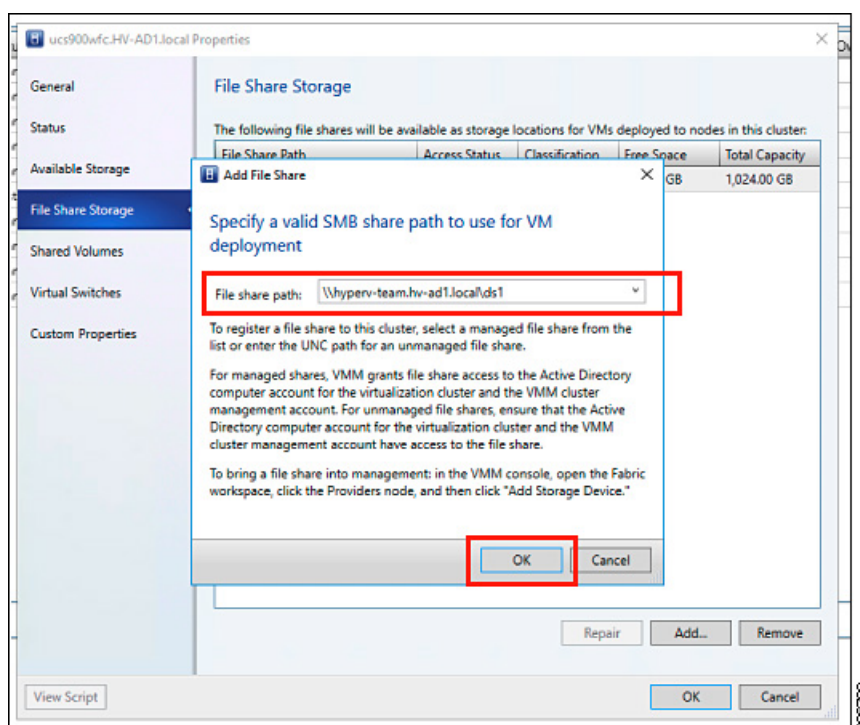 ucs900wfc.HV-AD1.local Properties
General
Status
Available Storage
File Share Storage
Shared Volumes
Virtual Switches
Custom Properties
File Share Storage
The following file shares will be available as storage locations for VMs deployed to nodes in this cluster:
File Share Path Access Status Classification Free Space Total Capacity
GB 1,024.00 GB
Add File Share
Specify a valid SMB share path to use for VM
deployment
File share path: \\hyperv-team.hv-ad1.local\ds1
To register a file share to this cluster, select a managed file share from the
list or enter the UNC path for an unmanaged file share.
For managed shares, VMM grants file share access to the Active Directory
computer account for the virtualization cluster and the VMM cluster
management account. For unmanaged file shares, ensure that the Active
Directory computer account for the virtualization cluster and the VMM
cluster management account have access to the file share.
To bring a file share into management: in the VMM console, open the Fabric
workspace, click the Providers node, and then click "Add Storage Device."
OK Cancel
Repair Add... Remove
View Script OK Cancel